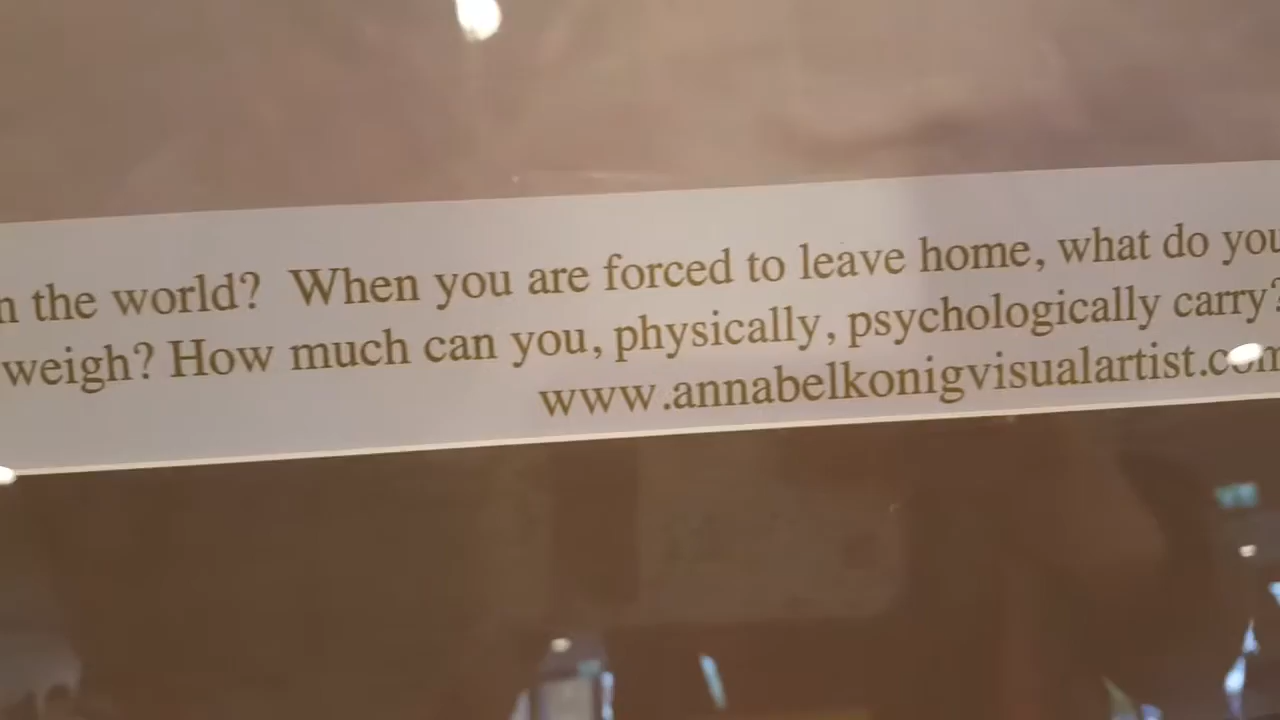 the world? When you are forced to leave home, what do you
weigh? How much can you, physically, psychologically carry?
www.annabelkonigvisualartist.com